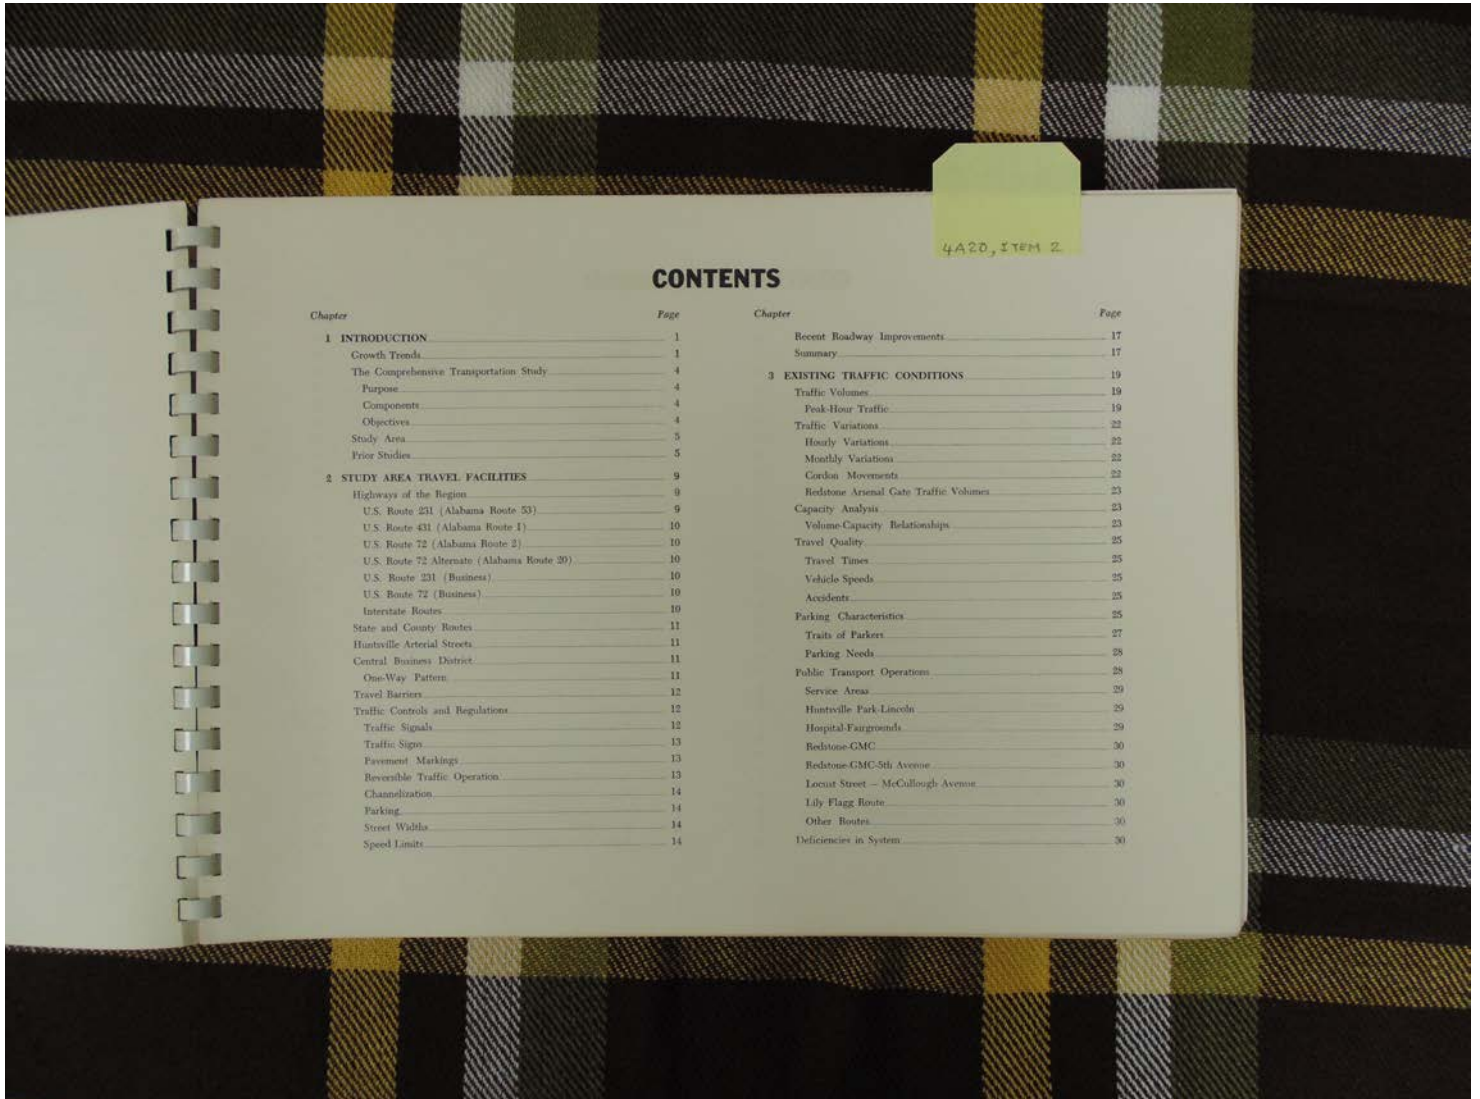 4A2D, ITEM 2
CONTENTS
Chapter Page
1 INTRODUCTION 1
Growth Trends 1
The Comprehensive Transportation Study 4
Purpose 4
Components 4
Objectives 4
Study Area 5
Prior Studies 5
2 STUDY AREA TRAVEL FACILITIES 9
Highways of the Region 9
U.S. Route 231 (Alabama Route 53) 9
U.S. Route 431 (Alabama Route 1) 10
U.S. Route 72 (Alabama Route 2) 10
U.S. Route 72 Alternate (Alabama Route 20) 10
U.S. Route 231 (Business) 10
U.S. Route 72 (Business) 10
Interstate Routes 10
State and County Routes 11
Huntsville Arterial Streets 11
Central Business District 11
One-Way Pattern 11
Travel Barriers 12
Traffic Controls and Regulations 12
Traffic Signals 12
Traffic Signs 13
Pavement Markings 13
Reversible Traffic Operation 13
Channelization 14
Parking 14
Street Widths 14
Speed Limits 14
Chapter Page
Recent Roadway Improvements 17
Summary 17
3 EXISTING TRAFFIC CONDITIONS 19
Traffic Volumes 19
Peak-Hour Traffic 19
Traffic Variations 22
Hourly Variations 22
Monthly Variations 22
Cordon Movements 22
Redstone Arsenal Gate Traffic Volumes 23
Capacity Analysis 23
Volume-Capacity Relationships 23
Travel Quality 25
Travel Times 25
Vehicle Speeds 25
Accidents 25
Parking Characteristics 25
Traits of Parkers 27
Parking Needs 28
Public Transport Operations 28
Service Areas 29
Huntsville Park-Lincoln 29
Hospital-Fairgrounds 29
Redstone-GMC 30
Redstone-GMC-5th Avenue 30
Locust Street — McCullough Avenue 30
Lily Flagg Route 30
Other Routes 30
Deficiencies in System 30